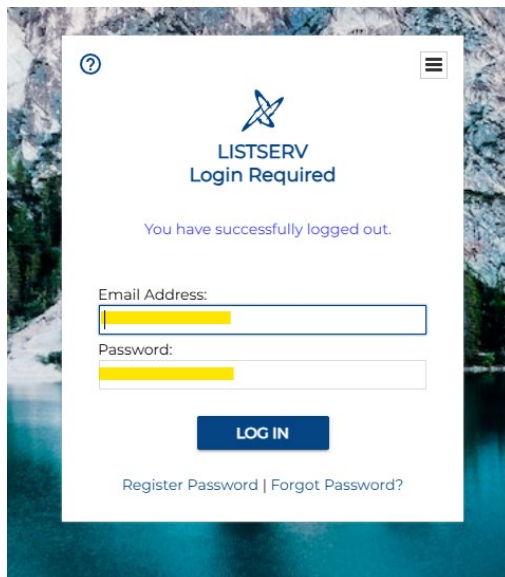 LISTSERV
Login Required
You have successfully logged out.
Email Address:
Password:
LOG IN
Register Password | Forgot Password?